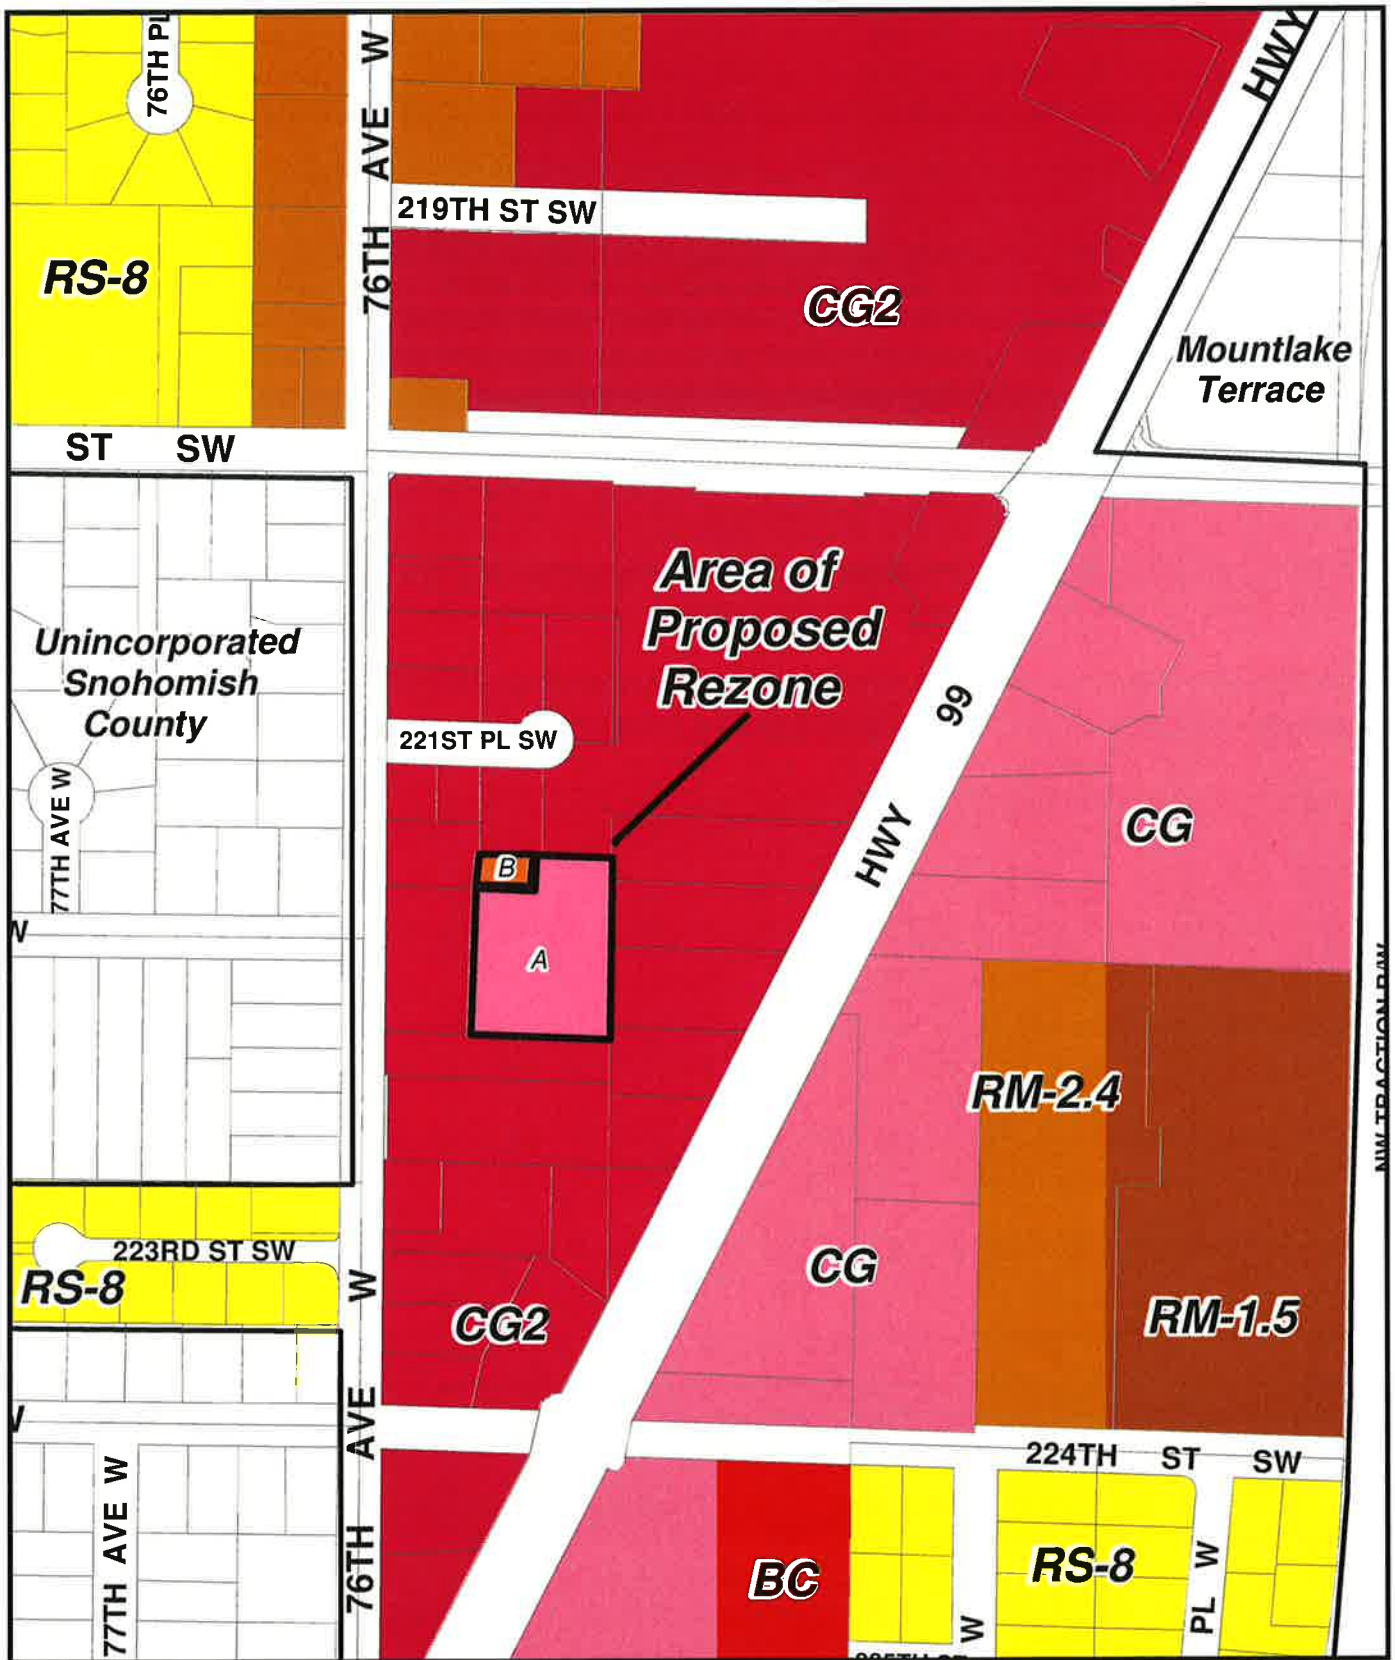 76TH PL
HWY
76TH AVE W
219TH ST SW
RS-8
CG2
Mountlake
Terrace
ST SW
Area of
Proposed
Rezone
Unincorporated
Snohomish
County
HWY 99
221ST PL SW
77TH AVE W
CG
B
A
W
NW TRACTION R/W
RM-2.4
223RD ST SW
RS-8
CG
RM-1.5
CG2
76TH AVE W
224TH ST SW
77TH AVE W
BC
RS-8
PL W
W